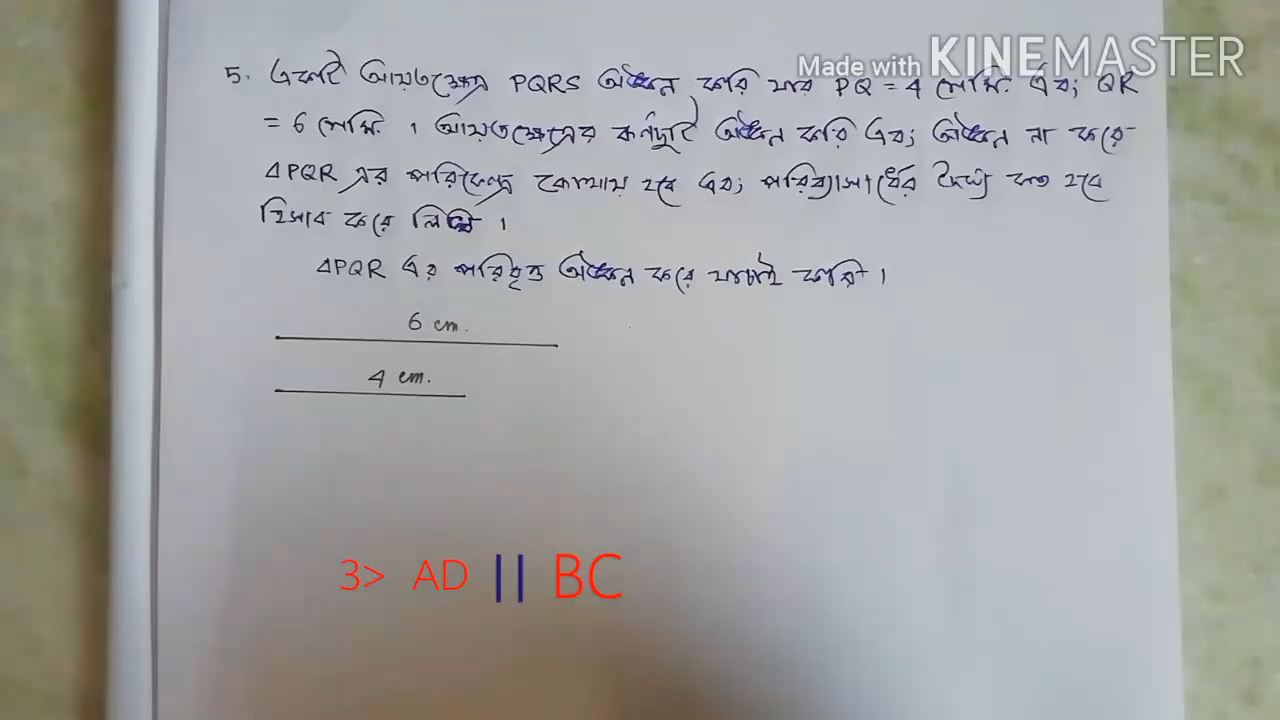 Made with KINEMASTER
5. একটি আয়তক্ষেত্র PQRS অঙ্কন করি যার PQ = 4 সেমি. এবং QR
= 6 সেমি. । আয়তক্ষেত্রের কর্ণদুটি অঙ্কন করি এবং অঙ্কন না করে
△PQR এর পরিকেন্দ্র কোথায় হবে এবং পরিব্যাসার্ধের দৈর্ঘ্য কত হবে
হিসাব করে লিখি ।
△PQR এর পরিবৃত্ত অঙ্কন করে যাচাই করি ।
6 cm.
4 cm.
3> AD || BC